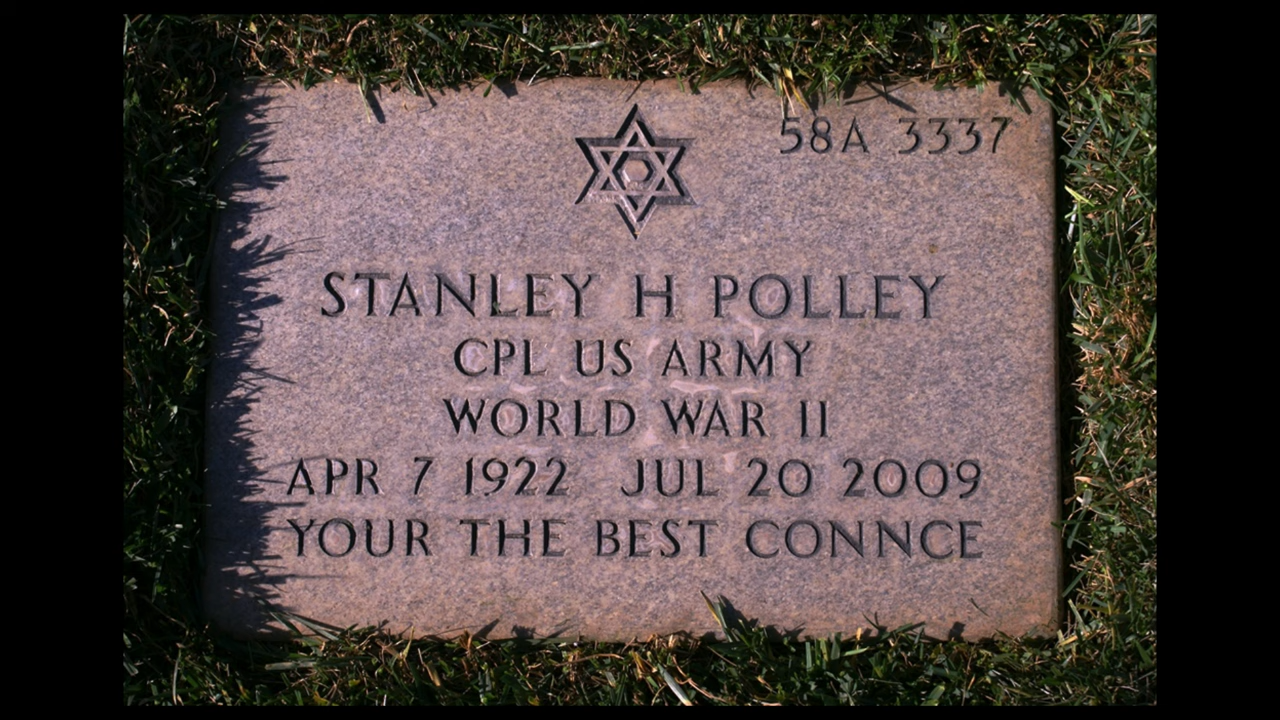 58A 3337
STANLEY H POLLEY
CPL US ARMY
WORLD WAR II
APR 7 1922 JUL 20 2009
YOUR THE BEST CONNCE